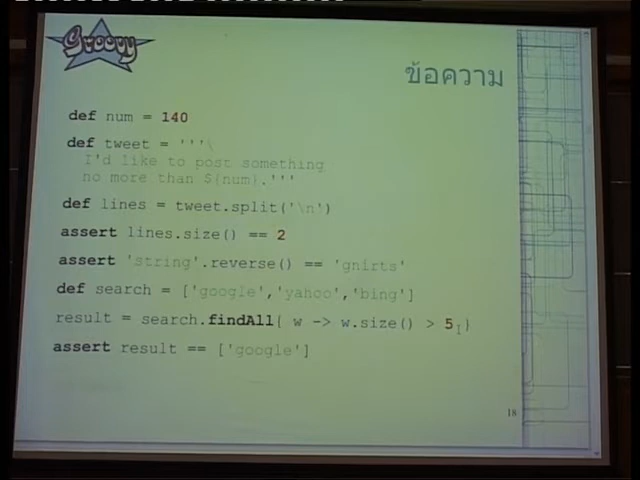 Groovy
ข้อความ
def num = 140
def tweet = '''\
I'd like to post something
no more than ${num}.'''
def lines = tweet.split('\n')
assert lines.size() == 2
assert 'string'.reverse() == 'gnirts'
def search = ['google','yahoo','bing']
result = search.findAll{ w -> w.size() > 5 }
assert result == ['google']
18